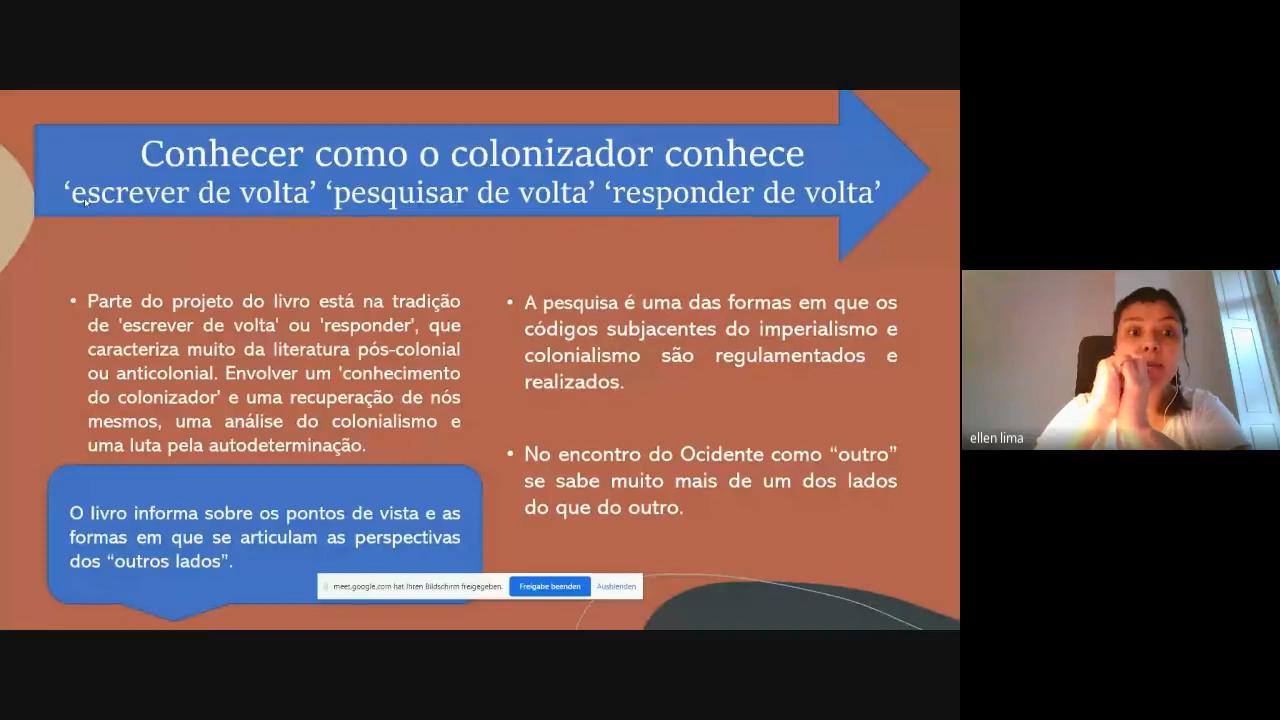 Conhecer como o colonizador conhece
‘escrever de volta’ ‘pesquisar de volta’ ‘responder de volta’
• Parte do projeto do livro está na tradição
de 'escrever de volta' ou 'responder', que
caracteriza muito da literatura pós-colonial
ou anticolonial. Envolver um 'conhecimento
do colonizador' e uma recuperação de nós
mesmos, uma análise do colonialismo e
uma luta pela autodeterminação.
O livro informa sobre os pontos de vista e as
formas em que se articulam as perspectivas
dos “outros lados”.
• A pesquisa é uma das formas em que os
códigos subjacentes do imperialismo e
colonialismo são regulamentados e
realizados.
• No encontro do Ocidente como “outro”
se sabe muito mais de um dos lados
do que do outro.
meet.google.com hat Ihren Bildschirm freigegeben.
Freigabe beenden
Ausblenden
ellen lima